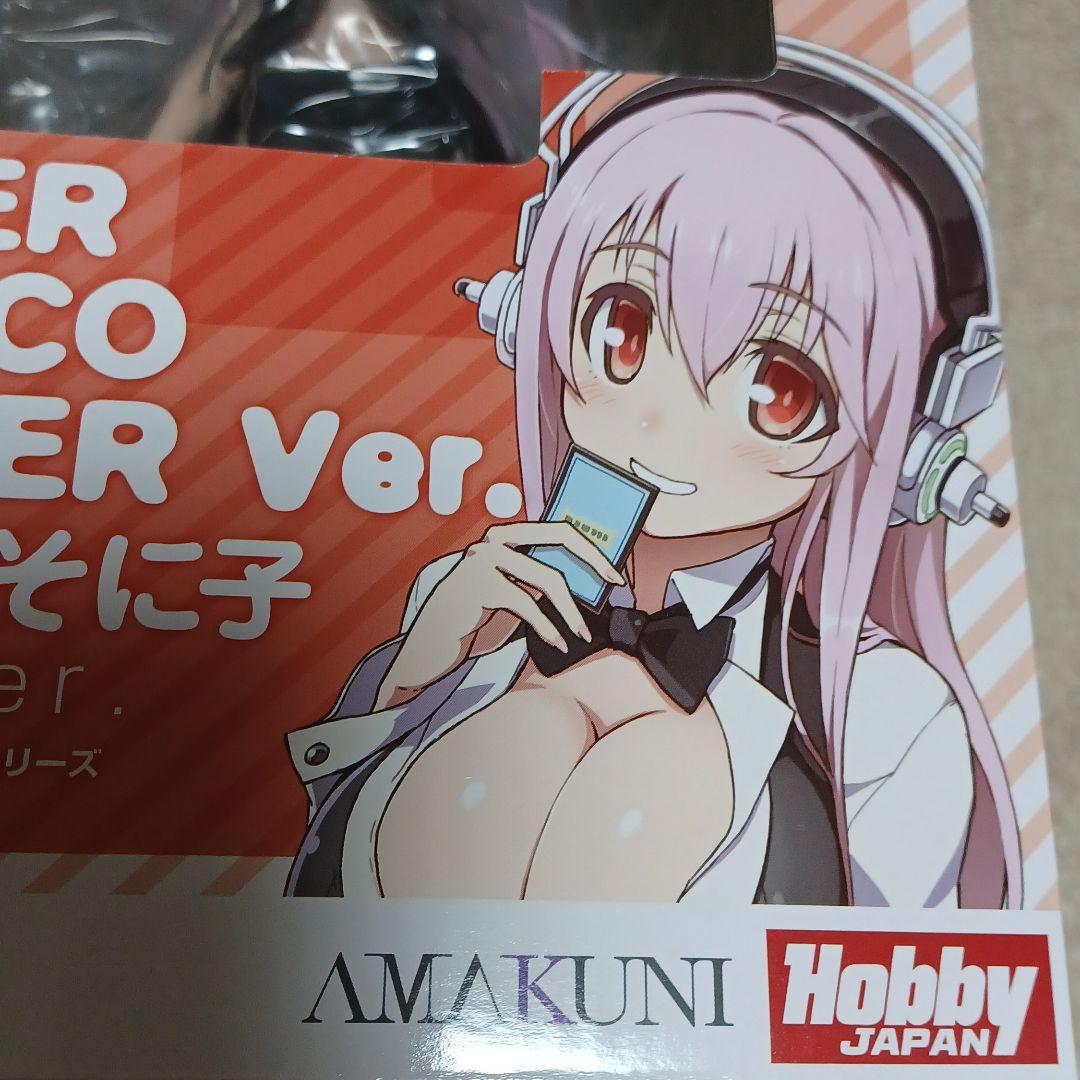 ER
CO
ER Ver.
そに子
er.
リーズ
AMAKUNI
Hobby
JAPAN